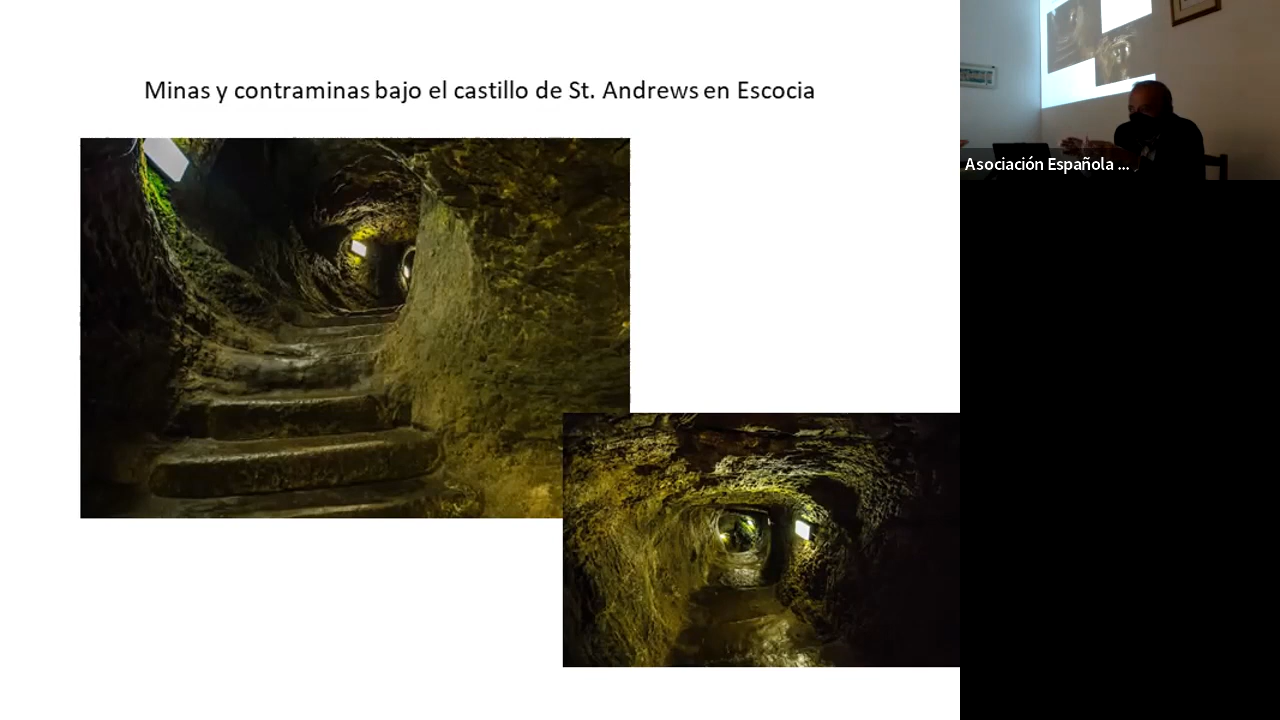 Minas y contraminas bajo el castillo de St. Andrews en Escocia
Asociación Española ...